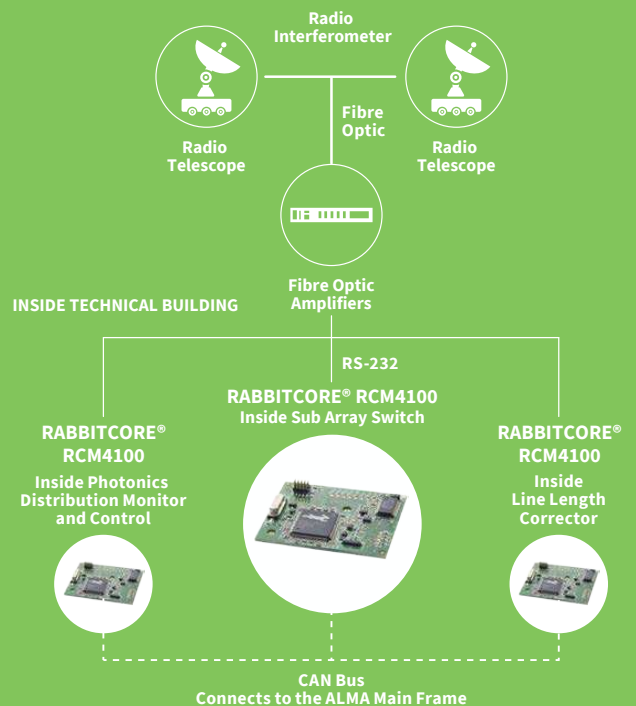 Radio
Interferometer
Fibre
Optic
Radio
Telescope
Radio
Telescope
Fibre Optic
Amplifiers
INSIDE TECHNICAL BUILDING
RS-232
RABBITCORE® RCM4100
Inside Sub Array Switch
RABBITCORE®
RCM4100
Inside Photonics
Distribution Monitor
and Control
RABBITCORE®
RCM4100
Inside
Line Length
Corrector
CAN Bus
Connects to the ALMA Main Frame